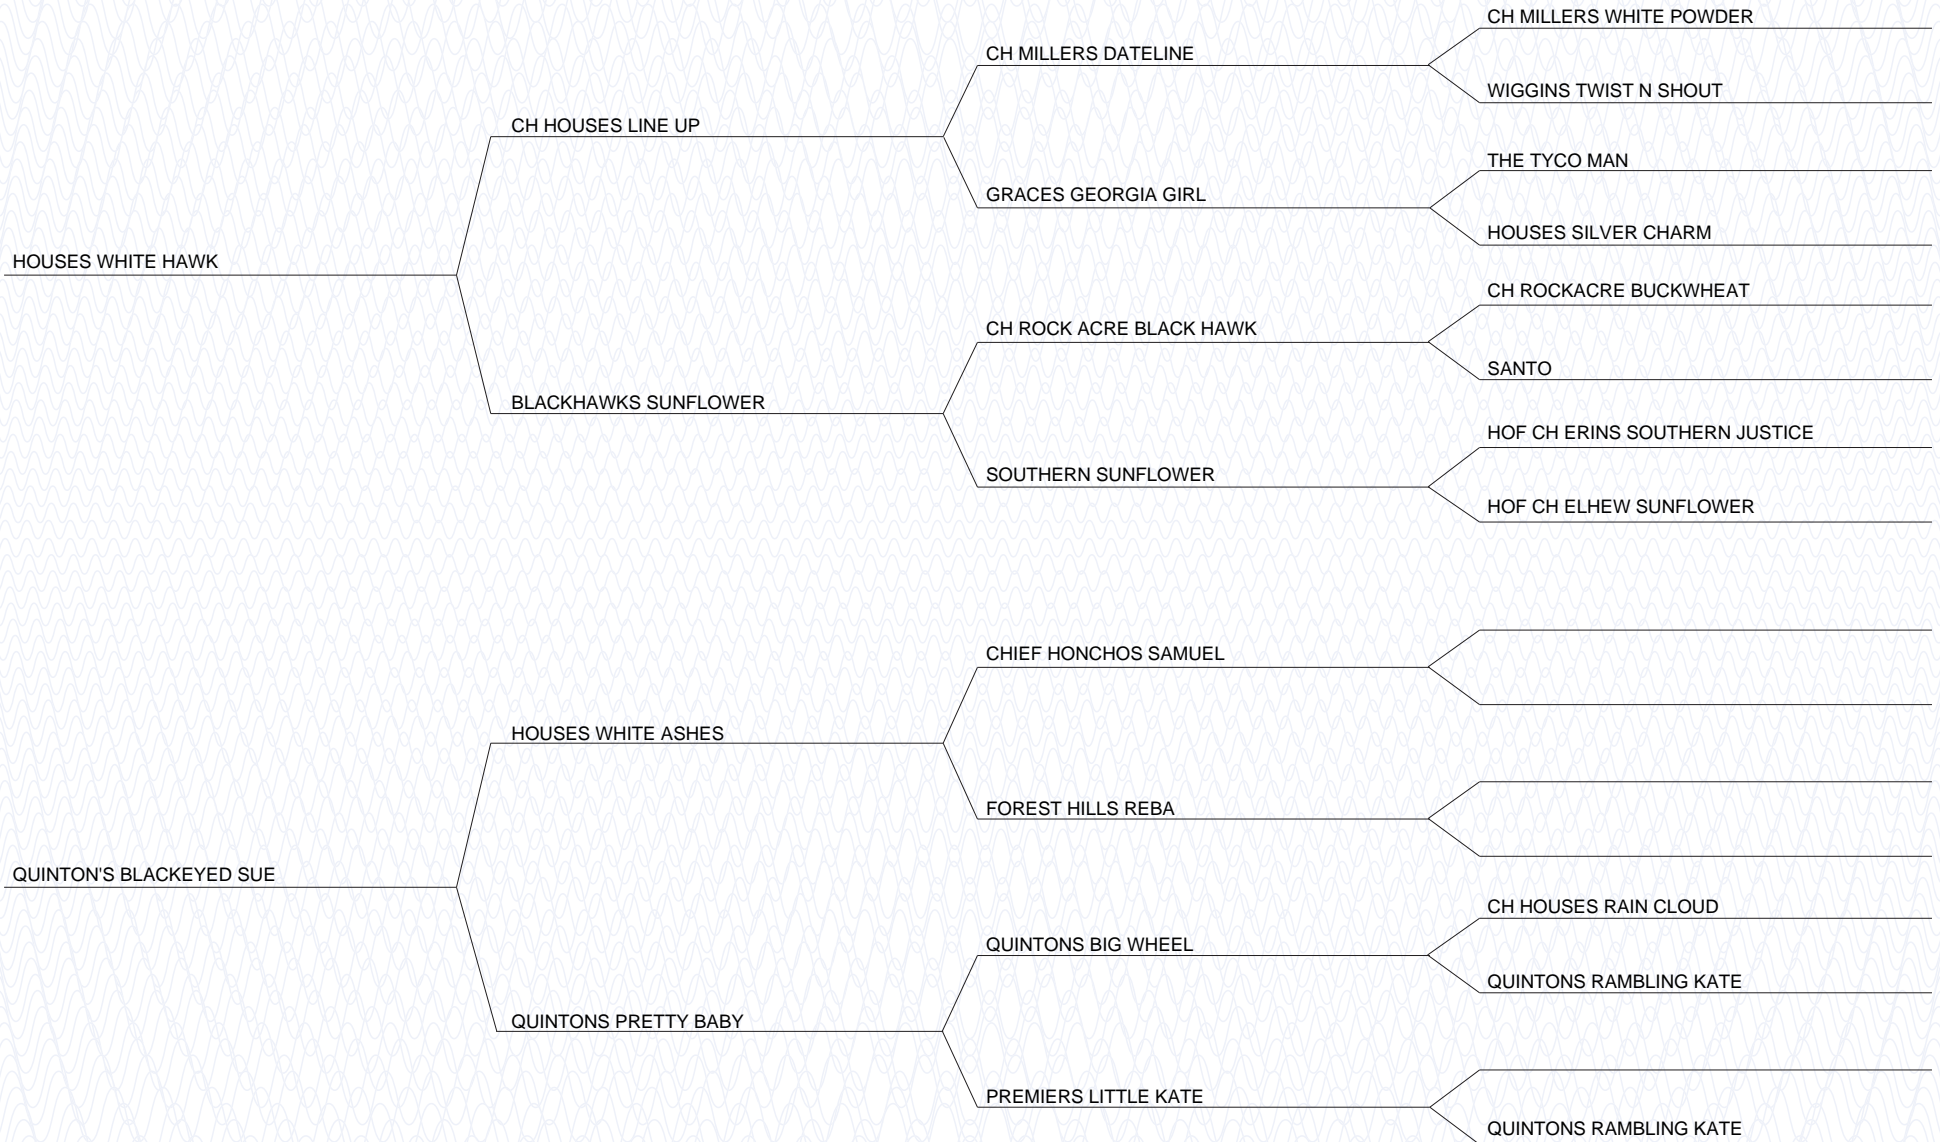 CH MILLERS WHITE POWDER
CH MILLERS DATELINE
WIGGINS TWIST N SHOUT
CH HOUSES LINE UP
THE TYCO MAN
GRACES GEORGIA GIRL
HOUSES SILVER CHARM
HOUSES WHITE HAWK
CH ROCKACRE BUCKWHEAT
CH ROCK ACRE BLACK HAWK
SANTO
BLACKHAWKS SUNFLOWER
HOF CH ERINS SOUTHERN JUSTICE
SOUTHERN SUNFLOWER
HOF CH ELHEW SUNFLOWER
CHIEF HONCHOS SAMUEL
HOUSES WHITE ASHES
FOREST HILLS REBA
QUINTON'S BLACKEYED SUE
CH HOUSES RAIN CLOUD
QUINTONS BIG WHEEL
QUINTONS RAMBLING KATE
QUINTONS PRETTY BABY
PREMIERS LITTLE KATE
QUINTONS RAMBLING KATE